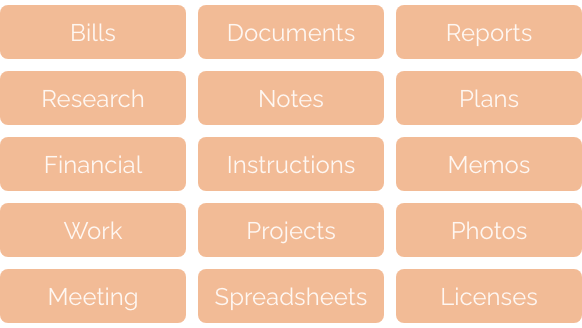 Bills
Documents
Reports
Research
Notes
Plans
Financial
Instructions
Memos
Work
Projects
Photos
Meeting
Spreadsheets
Licenses